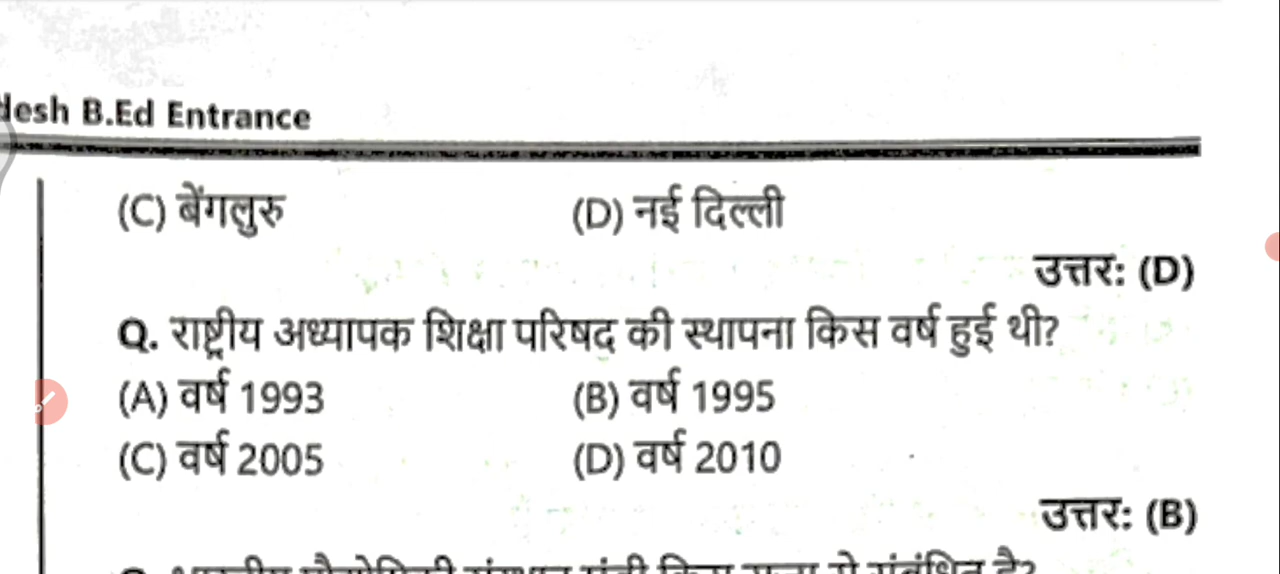 desh B.Ed Entrance
(C) बेंगलुरु (D) नई दिल्ली
उत्तर: (D)
Q. राष्ट्रीय अध्यापक शिक्षा परिषद की स्थापना किस वर्ष हुई थी?
(A) वर्ष 1993 (B) वर्ष 1995
(C) वर्ष 2005 (D) वर्ष 2010
उत्तर: (B)